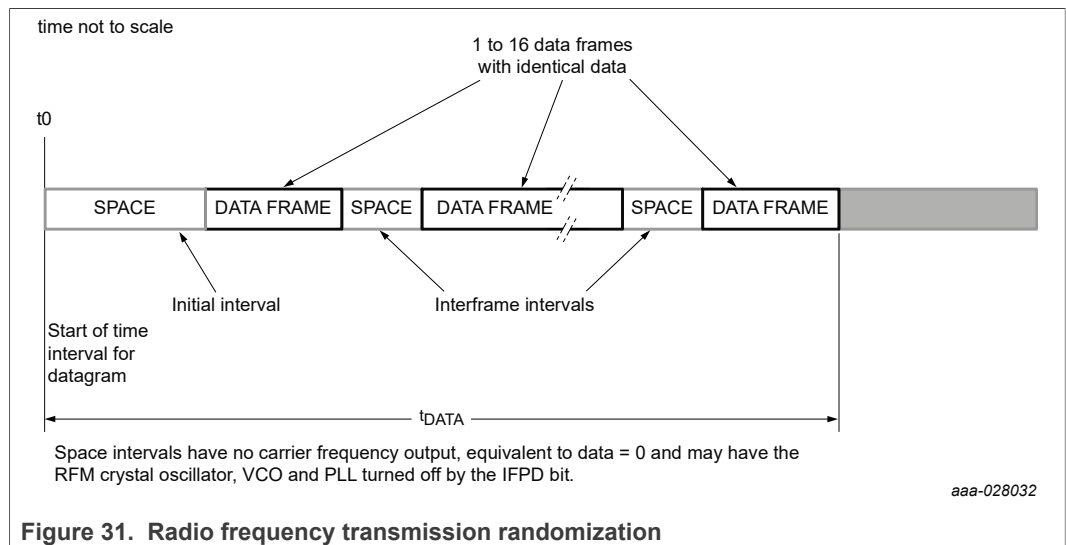 time not to scale
1 to 16 data frames
with identical data
t0
SPACE
DATA FRAME
SPACE
DATA FRAME
SPACE
DATA FRAME
Initial interval
Interframe intervals
Start of time
interval for
datagram
tDATA
Space intervals have no carrier frequency output, equivalent to data = 0 and may have the
RFM crystal oscillator, VCO and PLL turned off by the IFPD bit.
aaa-028032
Figure 31. Radio frequency transmission randomization